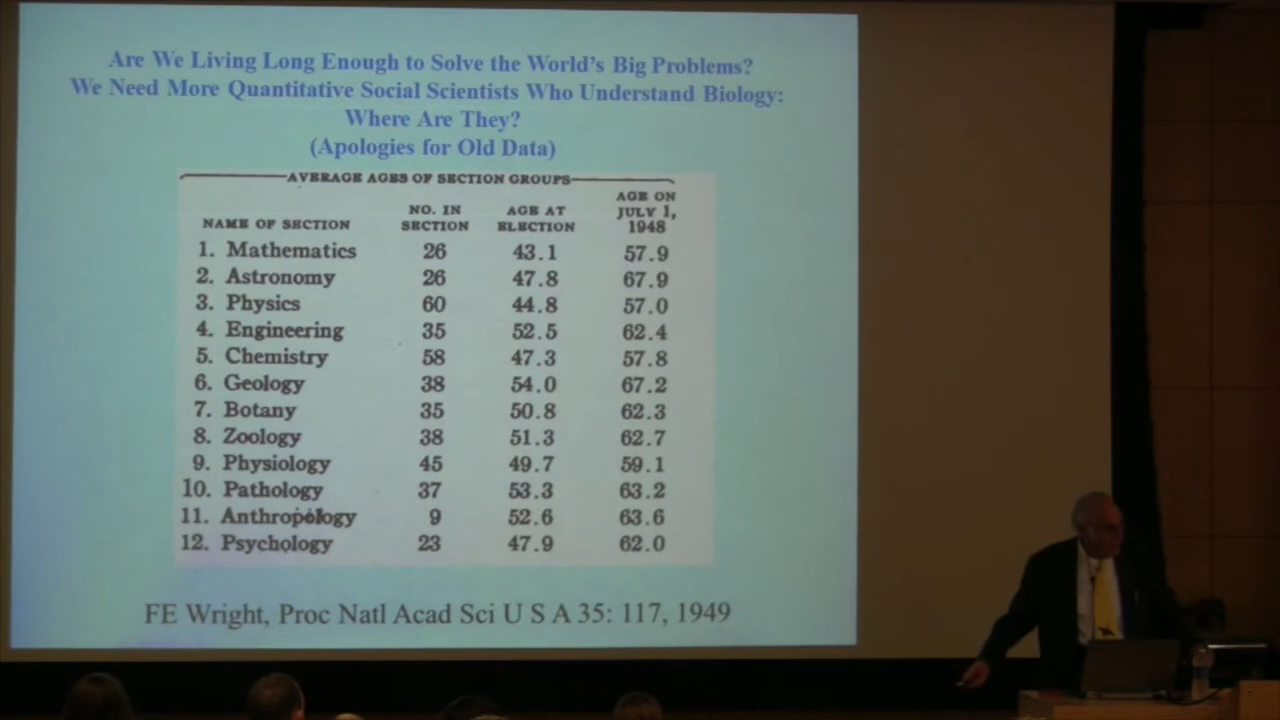 Are We Living Long Enough to Solve the World's Big Problems?
We Need More Quantitative Social Scientists Who Understand Biology:
Where Are They?
(Apologies for Old Data)
AVERAGE AGES OF SECTION GROUPS
NAME OF SECTION NO. IN SECTION AGE AT ELECTION AGE ON JULY 1, 1948
1. Mathematics 26 43.1 57.9
2. Astronomy 26 47.8 67.9
3. Physics 60 44.8 57.0
4. Engineering 35 52.5 62.4
5. Chemistry 58 47.3 57.8
6. Geology 38 54.0 67.2
7. Botany 35 50.8 62.3
8. Zoology 38 51.3 62.7
9. Physiology 45 49.7 59.1
10. Pathology 37 53.3 63.2
11. Anthropology 9 52.6 63.6
12. Psychology 23 47.9 62.0
FE Wright, Proc Natl Acad Sci U S A 35: 117, 1949